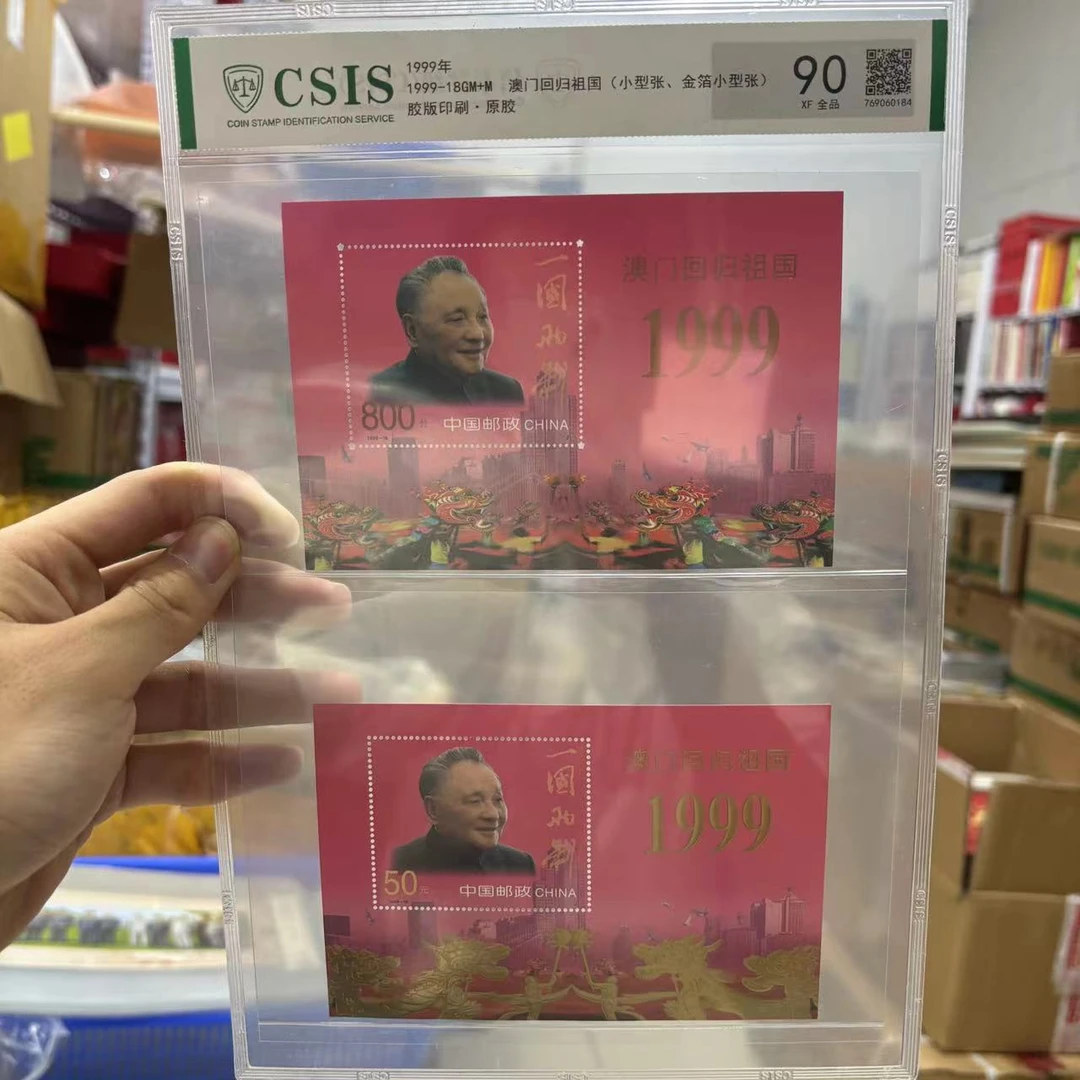 CSIS
COIN STAMP IDENTIFICATION SERVICE
1999年
1999-18GM+M 澳门回归祖国（小型张、金箔小型张）
胶版印刷·原胶
90
XF 全品
769060184
一國两制
澳门回归祖国
1999
800分
中国邮政 CHINA
一國两制
澳门回归祖国
1999
50元
中国邮政 CHINA